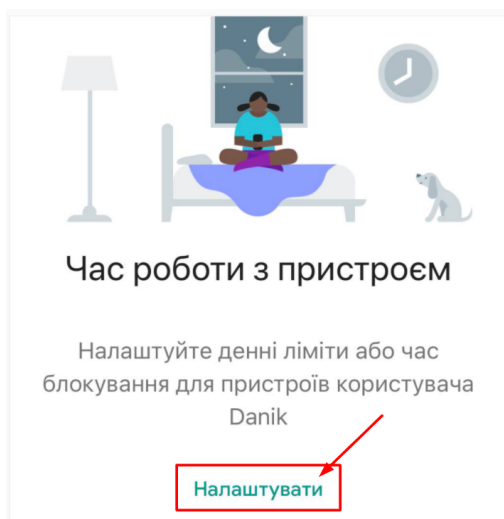 Час роботи з пристроєм
Налаштуйте денні ліміти або час
блокування для пристроїв користувача
Danik
Налаштувати